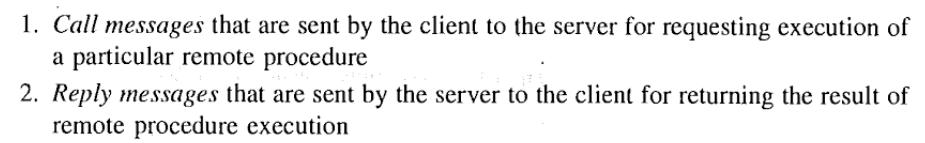 1. Call messages that are sent by the client to the server for requesting execution of
a particular remote procedure
2. Reply messages that are sent by the server to the client for returning the result of
remote procedure execution